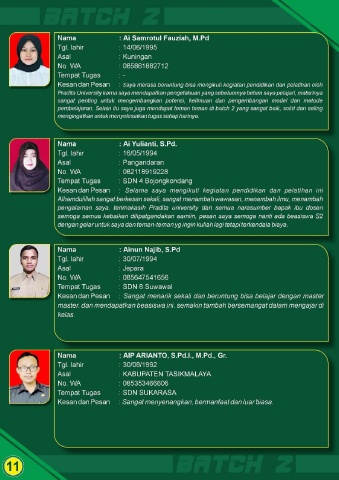 BATCH 2
Nama : Ai Samrotul Fauziah, M.Pd
Tgl. lahir : 14/06/1995
Asal : Kuningan
No. WA : 085861682712
Tempat Tugas : -
Kesan dan Pesan : Saya merasa beruntung bisa mengikuti kegiatan pendidikan dan pelatihan oleh
Pradita University karna saya mendapatkan pengetahuan yang sebelumnya belum saya pelajari, materinya
sangat penting untuk mengembangkan potensi, keilmuan dan pengembangan model dan metode
pembelajaran. Selain itu saya juga mendapat teman teman di batch 2 yang sangat baik, solid dan saling
mengingatkan untuk menyelesaikan tugas setiap harinya.
Nama : Ai Yulianti, S.Pd.
Tgl. lahir : 16/05/1994
Asal : Pangandaran
No. WA : 082118919228
Tempat Tugas : SDN 4 Bojongkondang
Kesan dan Pesan : Selama saya mengikuti kegiatan pendidikan dan pelatihan ini
Alhamdulillah sangat berkesan sekali, sangat menambah wawasan, menambah ilmu, menambah
pengalaman saya, terimakasih Pradita university dan semua narasumber bapak ibu dosen
semoga semua kebaikan dilipatgandakan aamiin, pesan saya semoga nanti ada beasiswa S2
dengan gelar untuk saya dan teman-teman yg ingin kuliah lagi tetapi terkendala biaya.
Nama : Ainun Najib, S.Pd
Tgl. lahir : 30/07/1994
Asal : Jepara
No. WA : 085647541656
Tempat Tugas : SDN 8 Suwawal
Kesan dan Pesan : Sangat menarik sekali dan beruntung bisa belajar dengan master
master. dan mendapatkan beasiswa ini. semakin tambah bersemangat dalam mengajar di
kelas.
Nama : AIP ARIANTO, S.Pd.I., M.Pd., Gr.
Tgl. lahir : 30/08/1992
Asal : KABUPATEN TASIKMALAYA
No. WA : 085353466606
Tempat Tugas : SDN SUKARASA
Kesan dan Pesan : Sangat menyenangkan, bermanfaat dan luar biasa.
11
BATCH 2